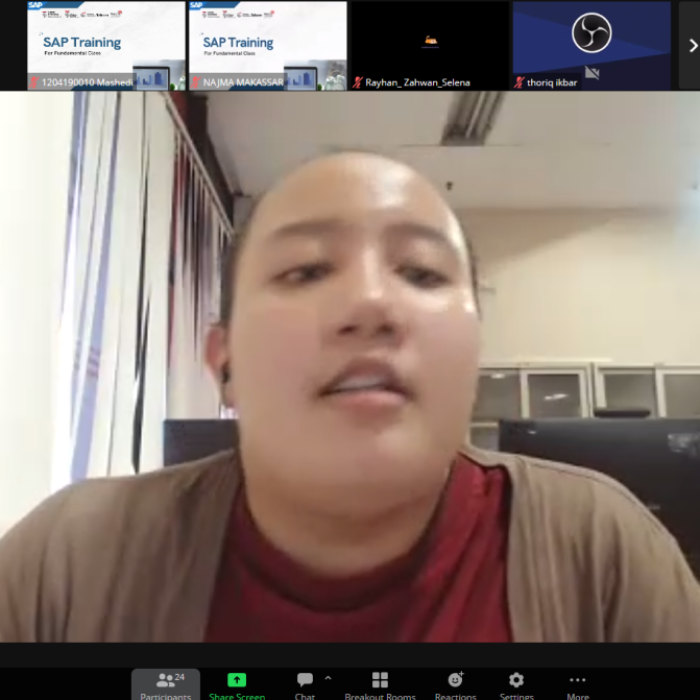 SAP
SAP Training
For Fundamental Class
1204190010 Mashedi
SAP Training
For Fundamental Class
NAJMA MAKASSAR
Rayhan_ Zahwan_Selena
thoriq ikbar
24
Participants
Share Screen
Chat
Breakout Rooms
Reactions
Settings
More